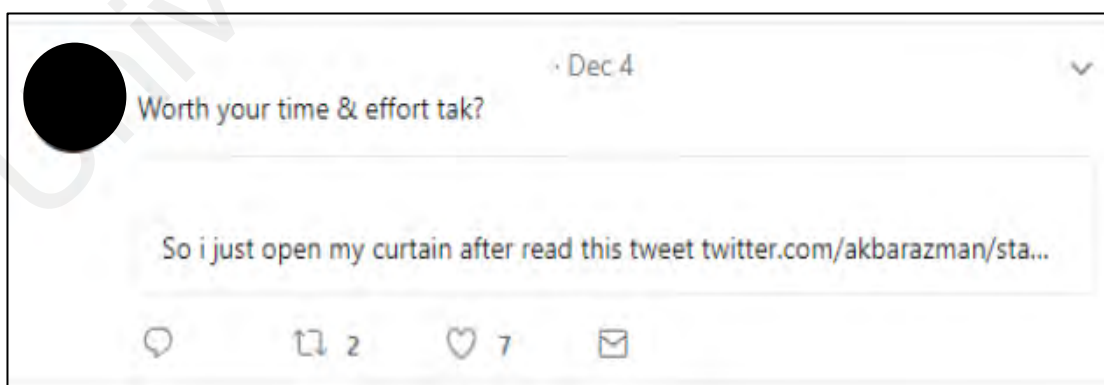 · Dec 4
Worth your time & effort tak?
So i just open my curtain after read this tweet twitter.com/akbarazman/sta...
2 7